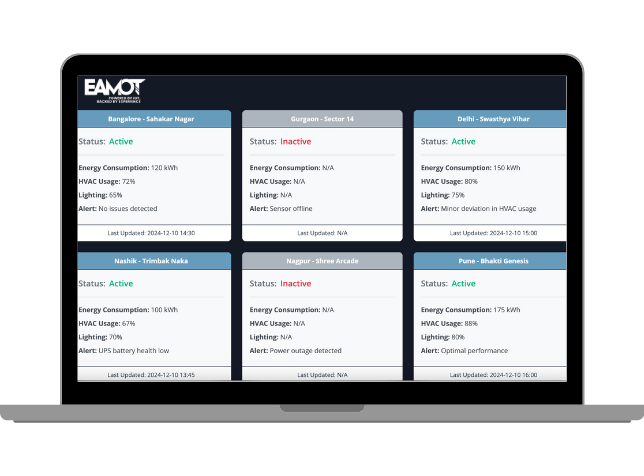 EAMOT
POWERED BY IOT,
BACKED BY EXPERIENCE
Bangalore - Sahakar Nagar
Status: Active
Energy Consumption: 120 kWh
HVAC Usage: 72%
Lighting: 65%
Alert: No issues detected
Last Updated: 2024-12-10 14:30
Gurgaon - Sector 14
Status: Inactive
Energy Consumption: N/A
HVAC Usage: N/A
Lighting: N/A
Alert: Sensor offline
Last Updated: N/A
Delhi - Swasthya Vihar
Status: Active
Energy Consumption: 150 kWh
HVAC Usage: 80%
Lighting: 75%
Alert: Minor deviation in HVAC usage
Last Updated: 2024-12-10 15:00
Nashik - Trimbak Naka
Status: Active
Energy Consumption: 100 kWh
HVAC Usage: 67%
Lighting: 70%
Alert: UPS battery health low
Last Updated: 2024-12-10 13:45
Nagpur - Shree Arcade
Status: Inactive
Energy Consumption: N/A
HVAC Usage: N/A
Lighting: N/A
Alert: Power outage detected
Last Updated: N/A
Pune - Bhakti Genesis
Status: Active
Energy Consumption: 175 kWh
HVAC Usage: 88%
Lighting: 80%
Alert: Optimal performance
Last Updated: 2024-12-10 16:00